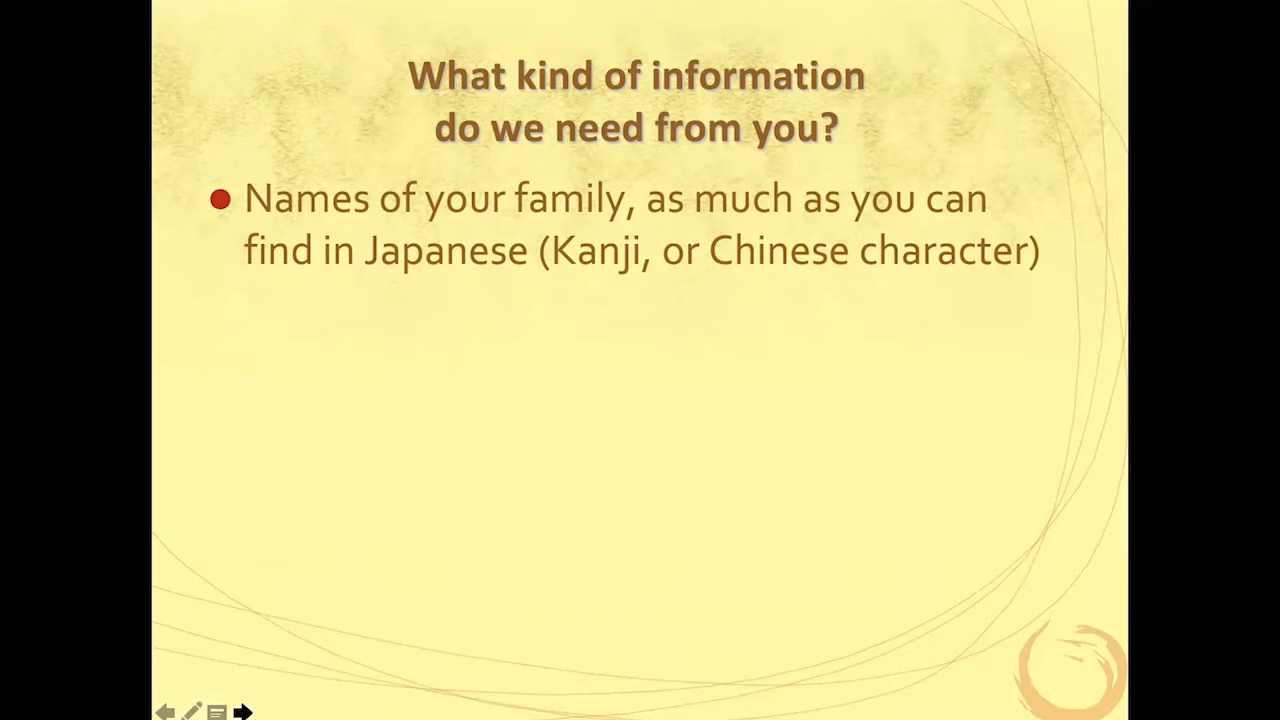 What kind of information
do we need from you?
Names of your family, as much as you can
find in Japanese (Kanji, or Chinese character)